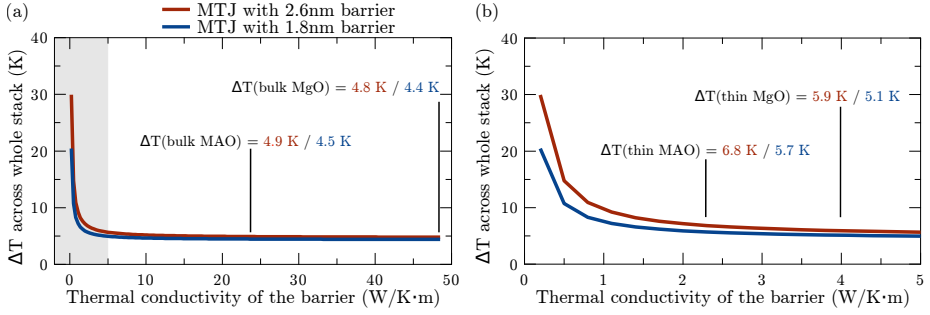 (a)
MTJ with 2.6nm barrier
MTJ with 1.8nm barrier
ΔT across whole stack (K)
40
30
20
10
0
ΔT(bulk MgO) = 4.8 K / 4.4 K
ΔT(bulk MAO) = 4.9 K / 4.5 K
0 10 20 30 40 50
Thermal conductivity of the barrier (W/K·m)
(b)
ΔT across whole stack (K)
40
30
20
10
0
ΔT(thin MgO) = 5.9 K / 5.1 K
ΔT(thin MAO) = 6.8 K / 5.7 K
0 1 2 3 4 5
Thermal conductivity of the barrier (W/K·m)